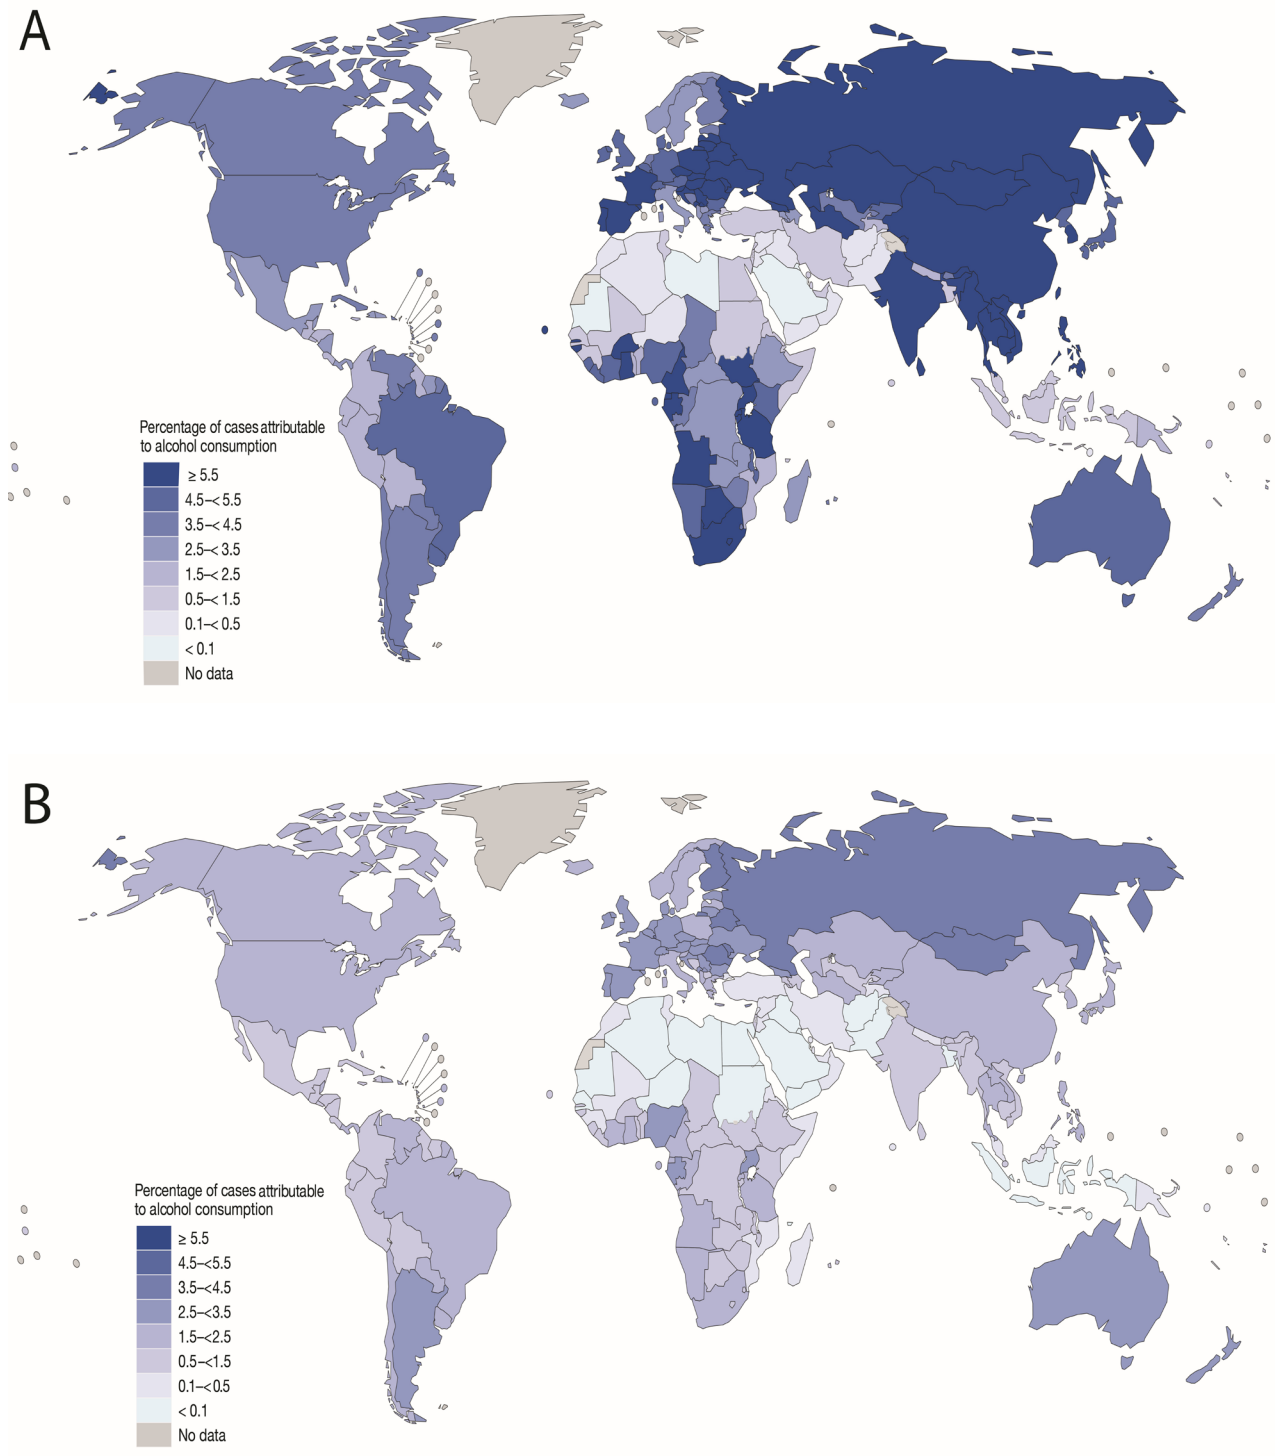 A
Percentage of cases attributable
to alcohol consumption
≥ 5.5
4.5–< 5.5
3.5–< 4.5
2.5–< 3.5
1.5–< 2.5
0.5–< 1.5
0.1–< 0.5
< 0.1
No data
B
Percentage of cases attributable
to alcohol consumption
≥ 5.5
4.5–<5.5
3.5–<4.5
2.5–<3.5
1.5–<2.5
0.5–<1.5
0.1–<0.5
< 0.1
No data